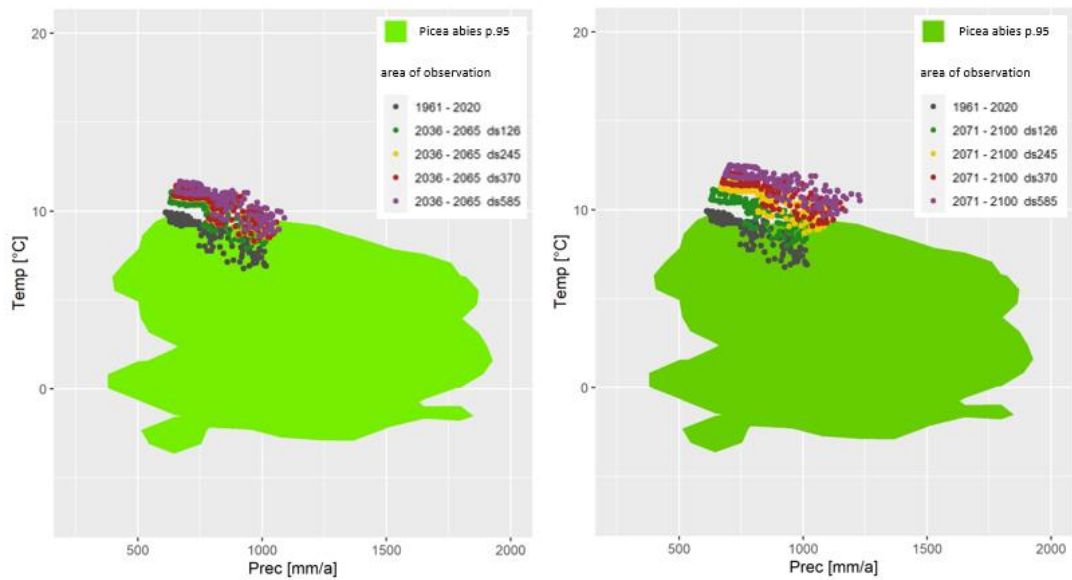 Picea abies p.95
area of observation
1961 - 2020
2036 - 2065 ds126
2036 - 2065 ds245
2036 - 2065 ds370
2036 - 2065 ds585
20
10
0
Temp [°C]
500 1000 1500 2000
Prec [mm/a]
Picea abies p.95
area of observation
1961 - 2020
2071 - 2100 ds126
2071 - 2100 ds245
2071 - 2100 ds370
2071 - 2100 ds585
20
10
0
Temp [°C]
500 1000 1500 2000
Prec [mm/a]